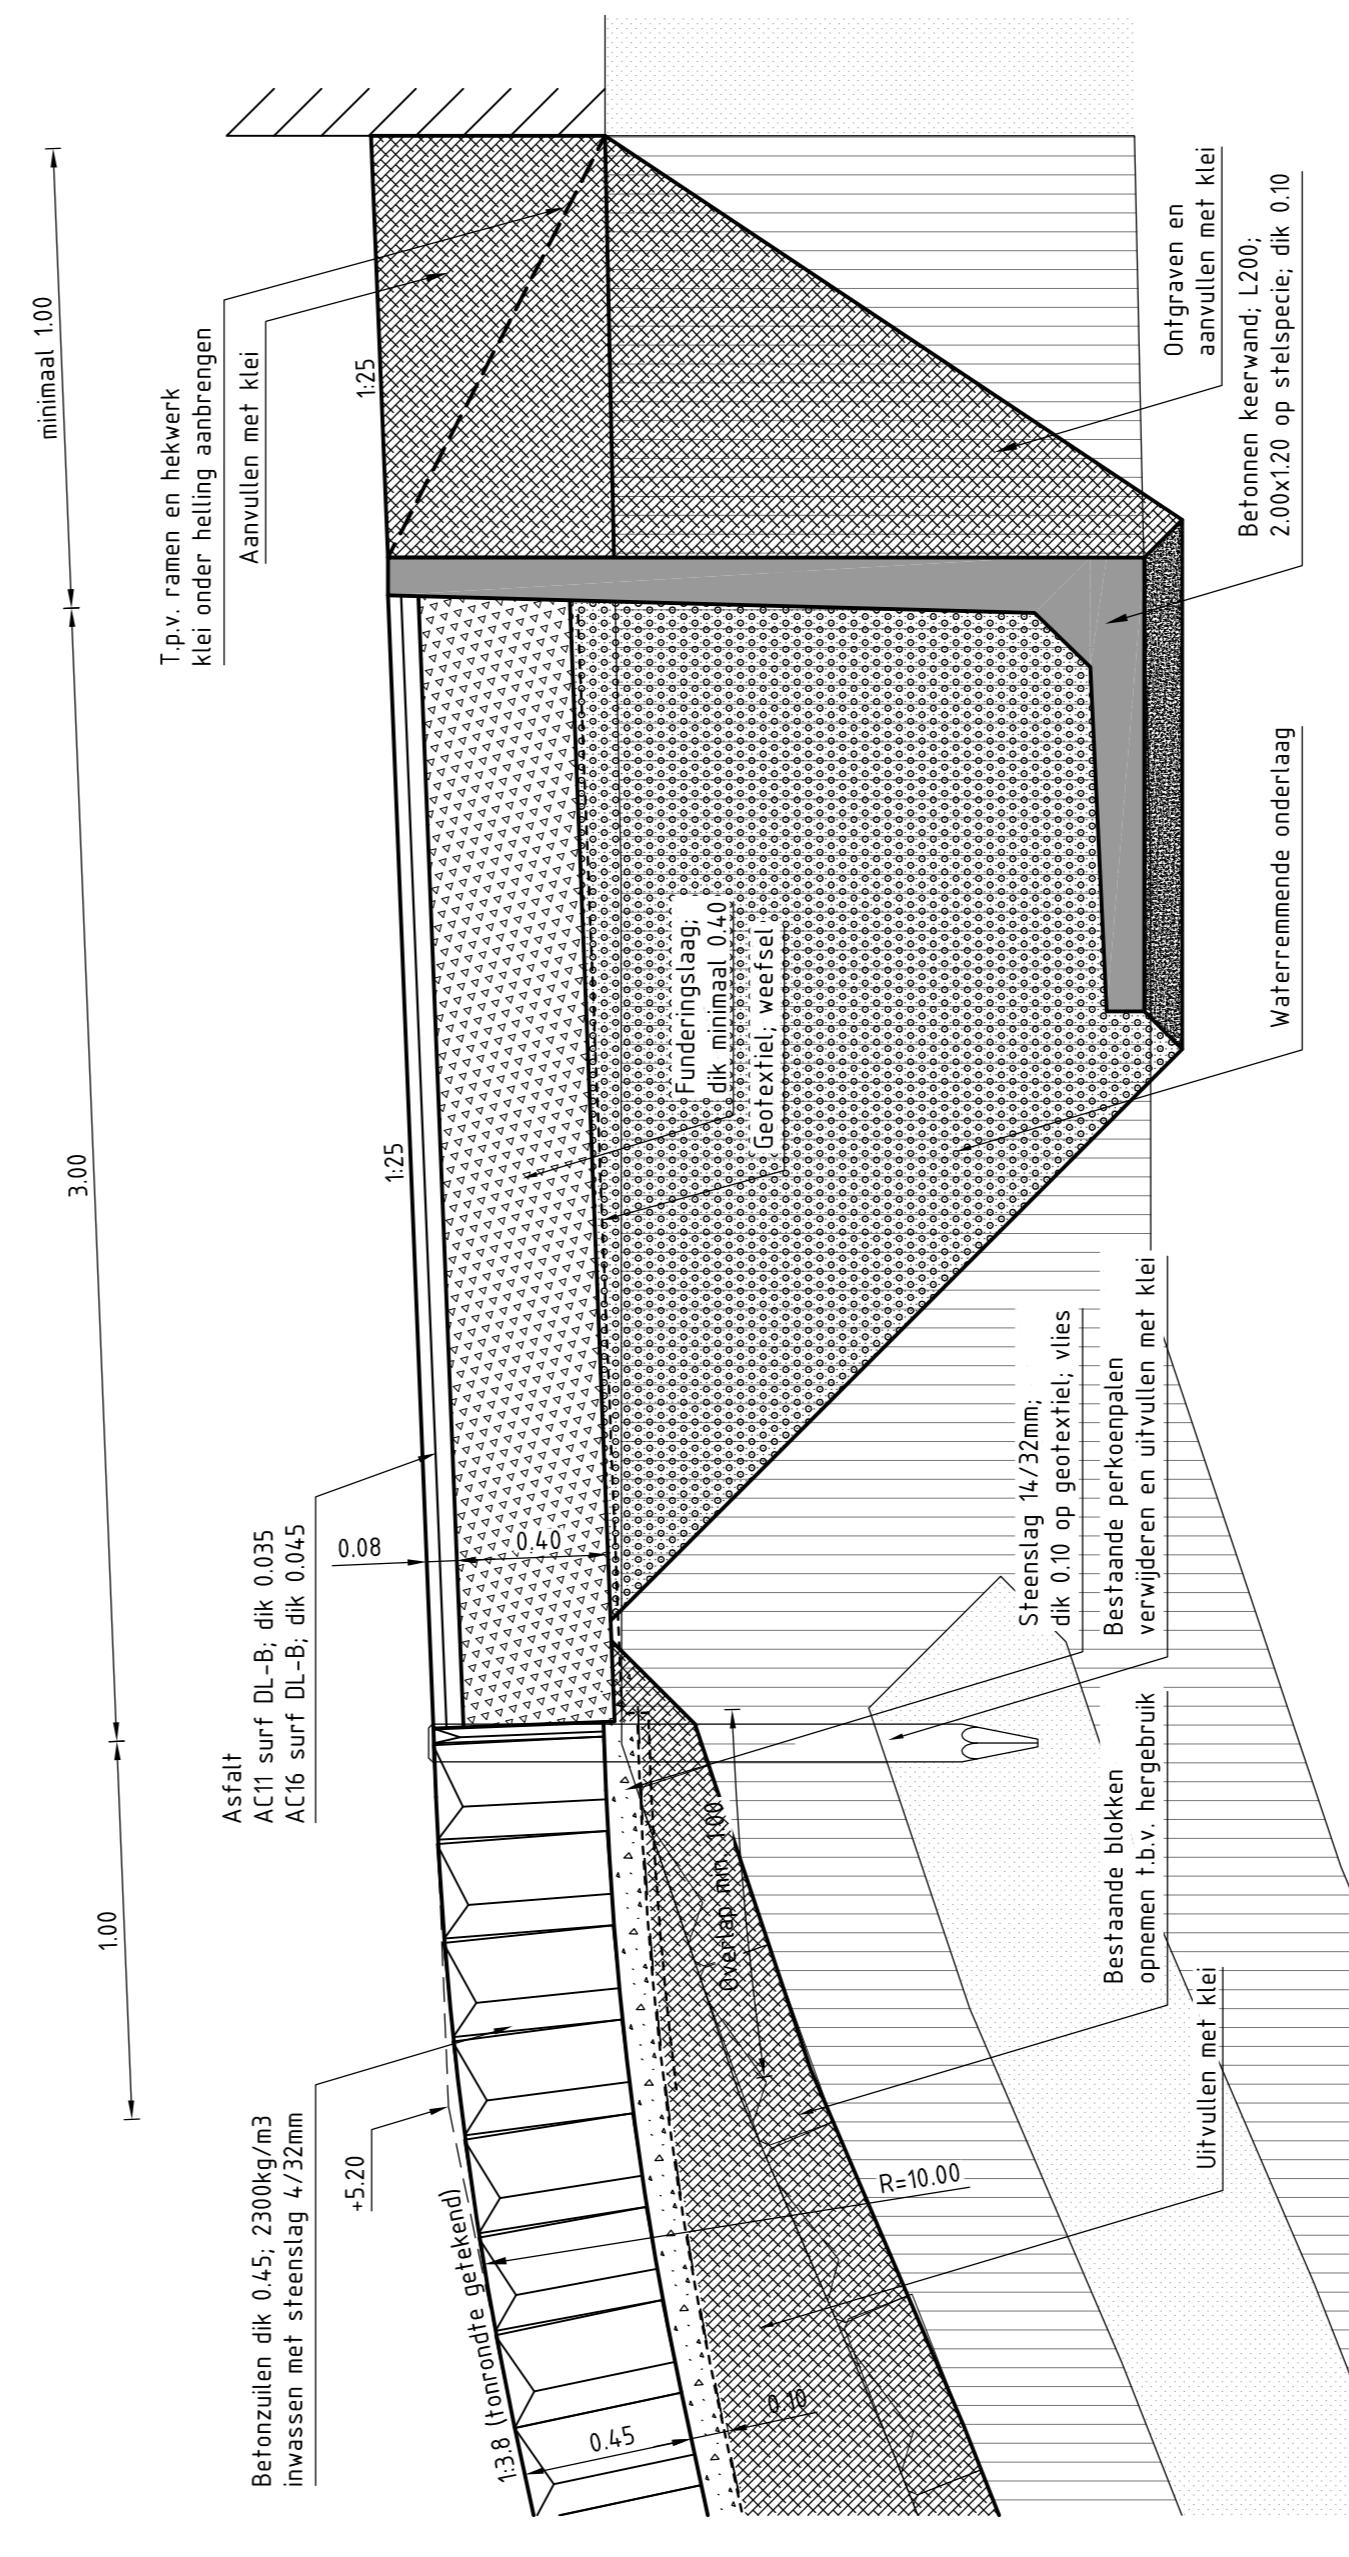 minimaal 1.00
3.00
1.00
T.p.v. ramen en hekwerk
klei onder helling aanbrengen
Aanvullen met klei
1:25
1:25
Asfalt
AC11 surf DL-B; dik 0.035
AC16 surf DL-B; dik 0.045
0.08
0.40
Betonzuilen dik 0.45; 2300kg/m3
inwassen met steenslag 4/32mm
+5.20
1:3.8 (tonrondte getekend)
0.45
0.10
R=10.00
Overlap min. 1.00
Funderingslaag;
dik minimaal 0.40
Geotextiel; weefsel
Steenslag 14/32mm;
dik 0.10 op geotextiel; vlies
Bestaande perkoenpalen
verwijderen en uitvullen met klei
Bestaande blokken
opnemen t.b.v. hergebruik
Uitvullen met klei
Ontgraven en
aanvullen met klei
Betonnen keerwand; L200;
2.00x1.20 op stelspecie; dik 0.10
Waterremmende onderlaag